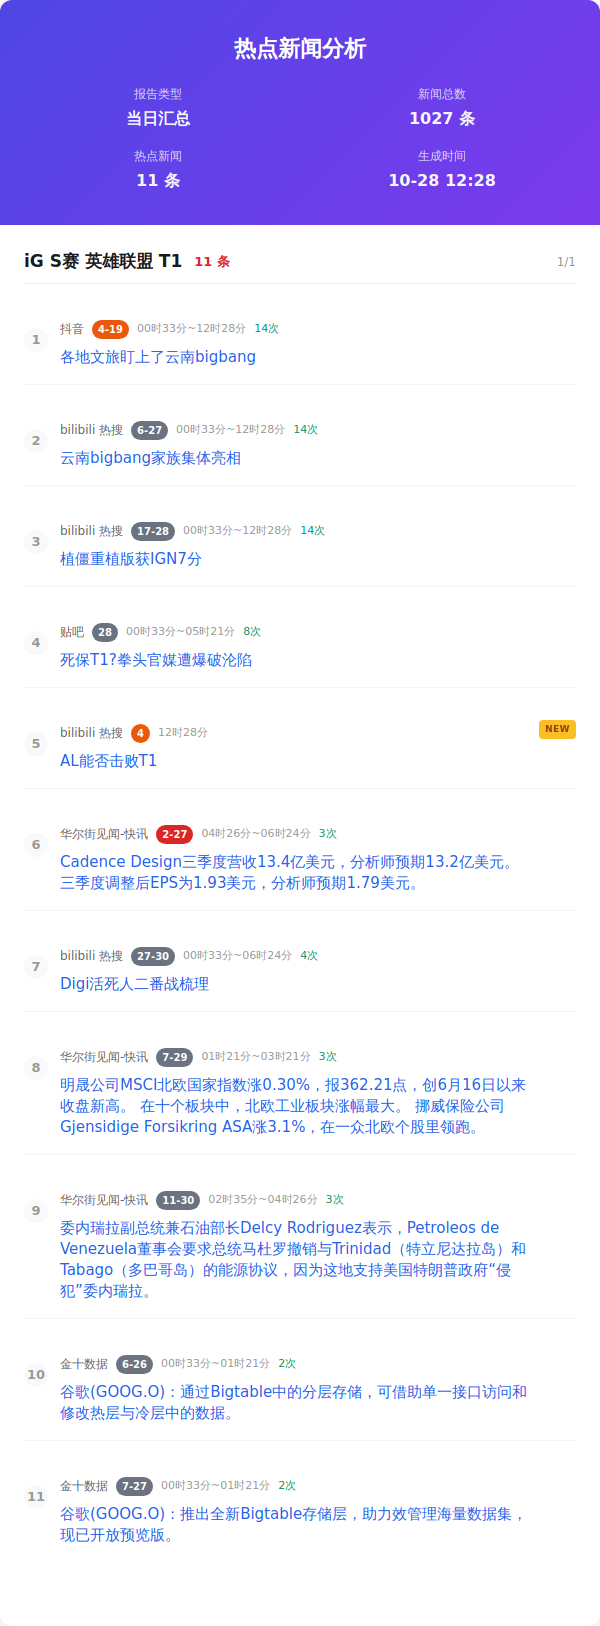 热点新闻分析
报告类型
新闻总数
当日汇总
1027 条
热点新闻
生成时间
11 条
10-28 12:28
iG S赛 英雄联盟 T1 11 条 1/1
1
抖音 4-19 00时33分~12时28分 14次
各地文旅盯上了云南bigbang
2
bilibili 热搜 6-27 00时33分~12时28分 14次
云南bigbang家族集体亮相
3
bilibili 热搜 17-28 00时33分~12时28分 14次
植僵重植版获IGN7分
4
贴吧 28 00时33分~05时21分 8次
死保T1?拳头官媒遭爆破沦陷
5
bilibili 热搜 4 12时28分 NEW
AL能否击败T1
6
华尔街见闻-快讯 2-27 04时26分~06时24分 3次
Cadence Design三季度营收13.4亿美元，分析师预期13.2亿美元。
三季度调整后EPS为1.93美元，分析师预期1.79美元。
7
bilibili 热搜 27-30 00时33分~06时24分 4次
Digi活死人二番战梳理
8
华尔街见闻-快讯 7-29 01时21分~03时21分 3次
明晟公司MSCI北欧国家指数涨0.30%，报362.21点，创6月16日以来
收盘新高。 在十个板块中，北欧工业板块涨幅最大。 挪威保险公司
Gjensidige Forsikring ASA涨3.1%，在一众北欧个股里领跑。
9
华尔街见闻-快讯 11-30 02时35分~04时26分 3次
委内瑞拉副总统兼石油部长Delcy Rodriguez表示，Petroleos de
Venezuela董事会要求总统马杜罗撤销与Trinidad（特立尼达拉岛）和
Tabago（多巴哥岛）的能源协议，因为这地支持美国特朗普政府“侵
犯”委内瑞拉。
10
金十数据 6-26 00时33分~01时21分 2次
谷歌(GOOG.O)：通过Bigtable中的分层存储，可借助单一接口访问和
修改热层与冷层中的数据。
11
金十数据 7-27 00时33分~01时21分 2次
谷歌(GOOG.O)：推出全新Bigtable存储层，助力效管理海量数据集，
现已开放预览版。